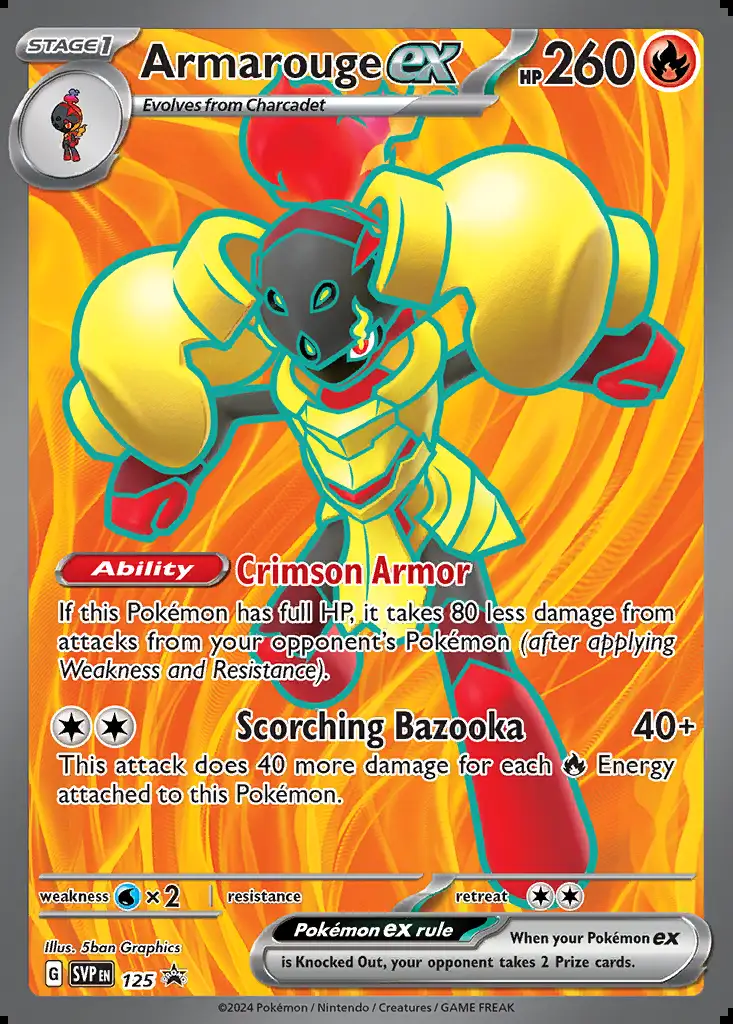 STAGE1
Armarouge ex
HP 260
Evolves from Charcadet
Ability Crimson Armor
If this Pokémon has full HP, it takes 80 less damage from
attacks from your opponent's Pokémon (after applying
Weakness and Resistance).
Scorching Bazooka 40+
This attack does 40 more damage for each Energy
attached to this Pokémon.
weakness ×2 resistance retreat
Illus. 5ban Graphics
Pokémon ex rule When your Pokémon ex
is Knocked Out, your opponent takes 2 Prize cards.
G SVP EN 125
©2024 Pokémon / Nintendo / Creatures / GAME FREAK